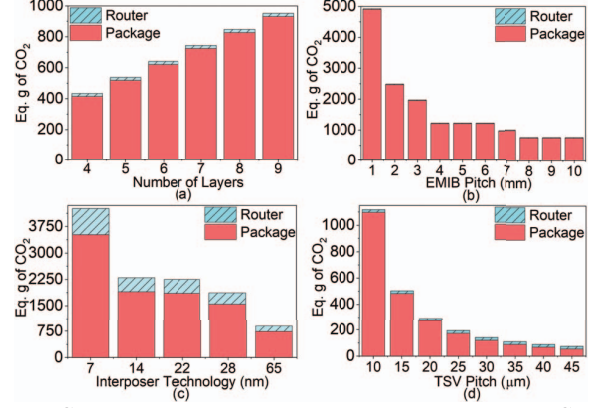 1000
800
600
400
200
0
Eq. g of CO2
Router
Package
4 5 6 7 8 9
Number of Layers
(a)
5000
4000
3000
2000
1000
0
Eq. g of CO2
Router
Package
1 2 3 4 5 6 7 8 9 10
EMIB Pitch (mm)
(b)
3750
3000
2250
1500
750
0
Eq. g of CO2
Router
Package
7 14 22 28 65
Interposer Technology (nm)
(c)
1000
800
600
400
200
0
Eq. g of CO2
Router
Package
10 15 20 25 30 35 40 45
TSV Pitch (μm)
(d)